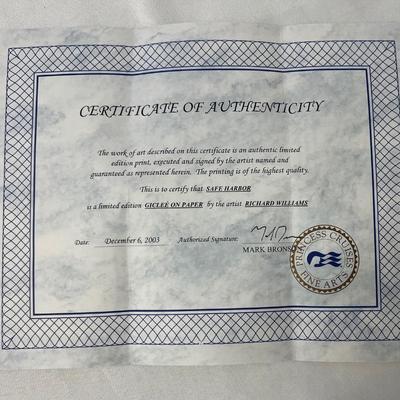 CERTIFICATE OF AUTHENTICITY
The work of art described on this certificate is an authentic limited
edition print, executed and signed by the artist named and
guaranteed as represented herein. The printing is of the highest quality.
This is to certify that SAFE HARBOR
is a limited edition GICLEÉ ON PAPER by the artist RICHARD WILLIAMS
Date: December 6, 2003 Authorized Signature:
MARK BRONSON
PRINCESS CRUISES
FINE ARTS